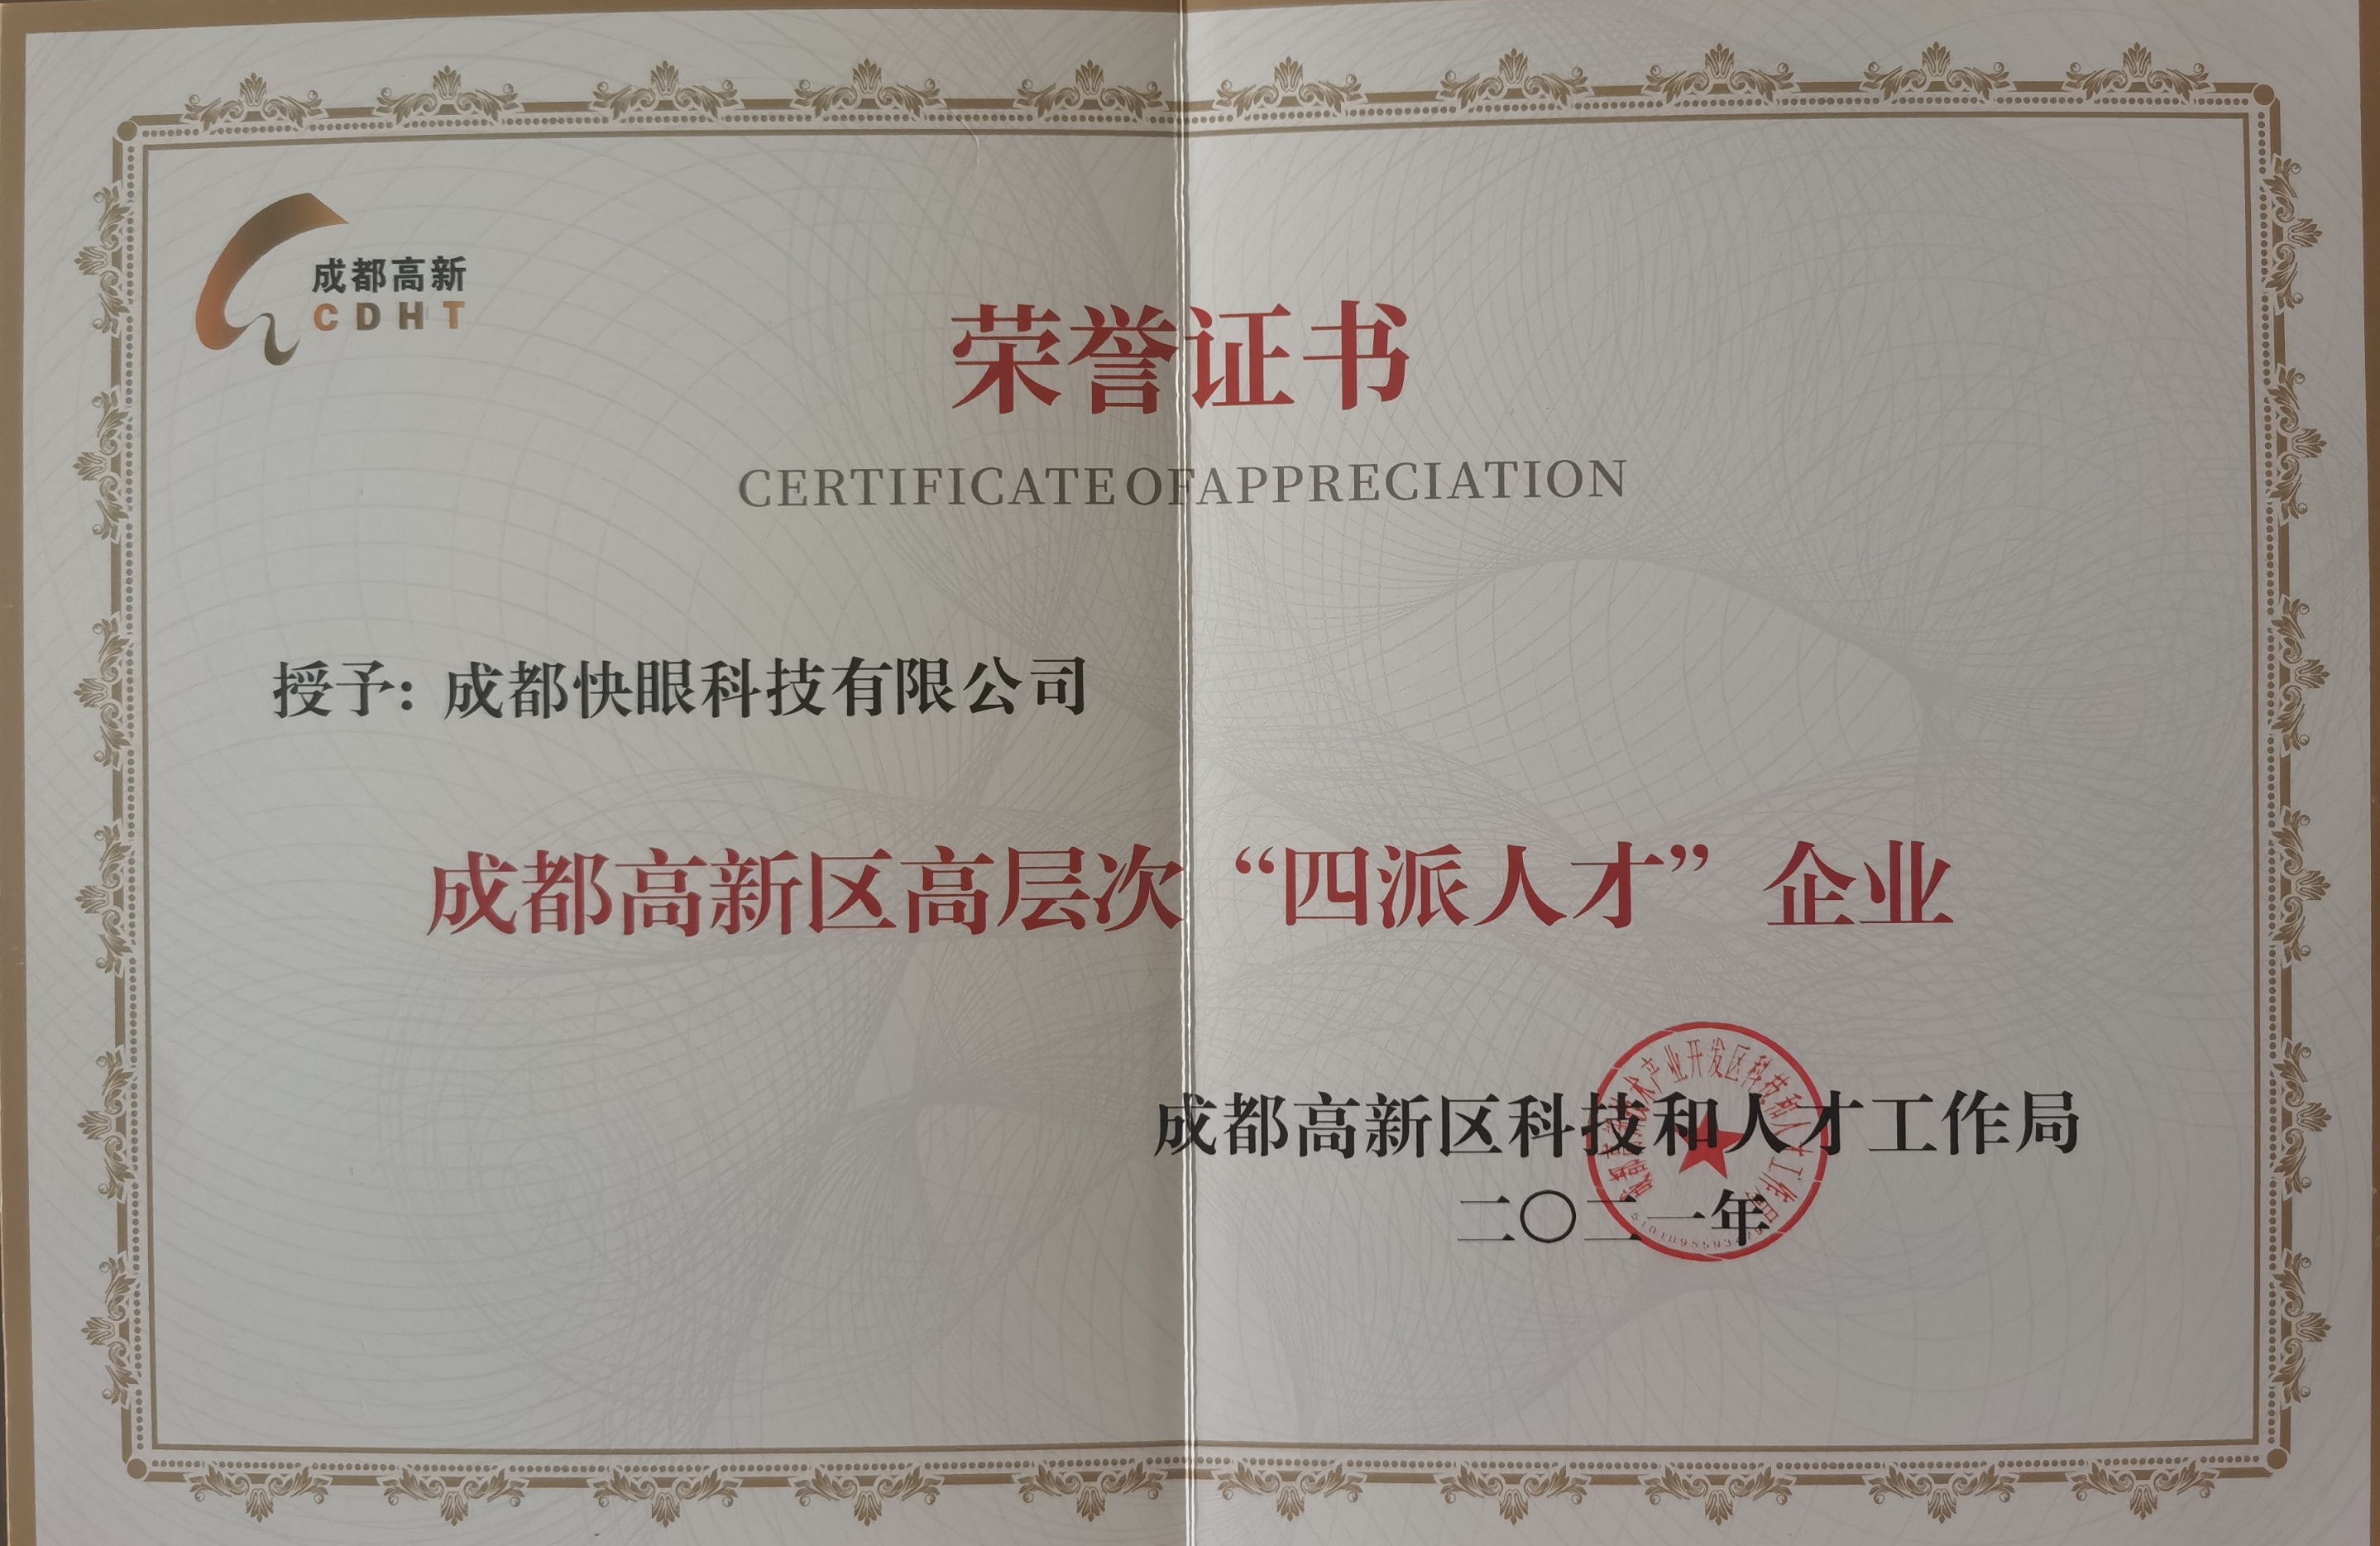 成都高新
CDHT
荣誉证书
CERTIFICATE OF APPRECIATION
授予：成都快眼科技有限公司
成都高新区高层次“四派人才”企业
成都高新区科技和人才工作局
二〇二一年